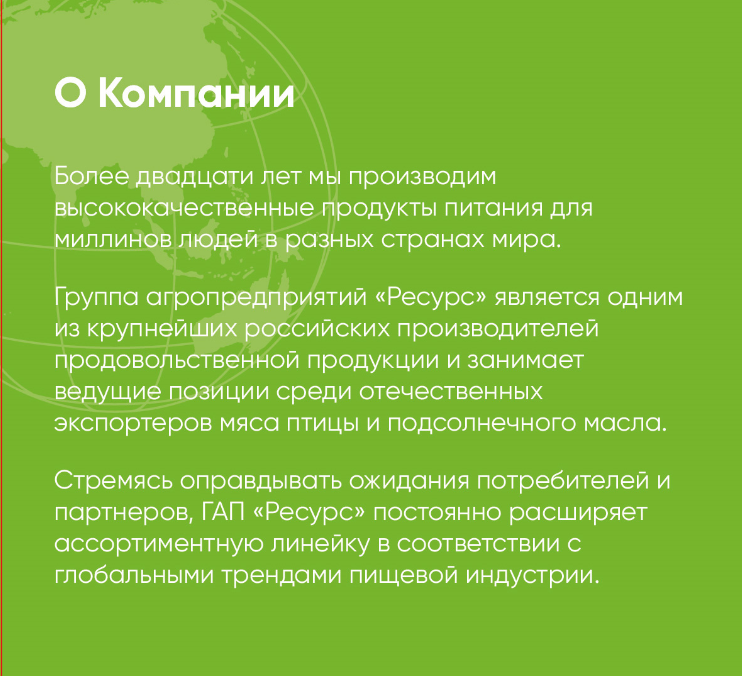 О Компании
Более двадцати лет мы производим
высококачественные продукты питания для
миллинов людей в разных странах мира.
Группа агропредприятий «Ресурс» является одним
из крупнейших российских производителей
продовольственной продукции и занимает
ведущие позиции среди отечественных
экспортеров мяса птицы и подсолнечного масла.
Стремясь оправдывать ожидания потребителей и
партнеров, ГАП «Ресурс» постоянно расширяет
ассортиментную линейку в соответствии с
глобальными трендами пищевой индустрии.